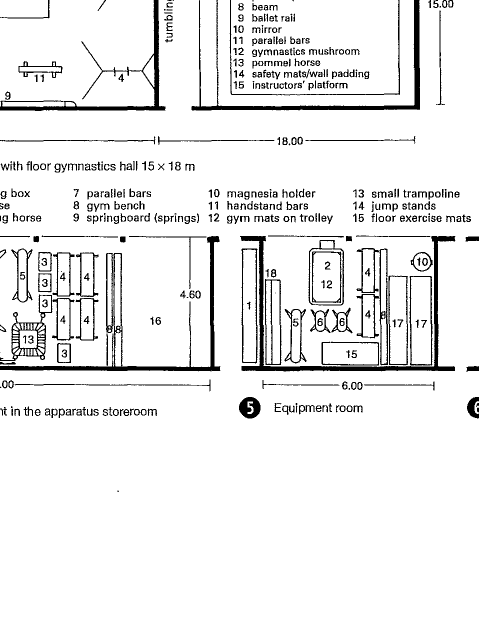 tumbling
8 beam
9 ballet rail
10 mirror
11 parallel bars
12 gymnastics mushroom
13 pommel horse
14 safety mats/wall padding
15 instructors' platform
15.00
11
4
9
18.00
with floor gymnastics hall 15 × 18 m
g box
se
ng horse
7 parallel bars
8 gym bench
9 springboard (springs)
10 magnesia holder
11 handstand bars
12 gym mats on trolley
13 small trampoline
14 jump stands
15 floor exercise mats
5
3
3
3
4
4
4
4
13
3
8
8
16
4.60
1
18
2
12
4
4
10
5
6
6
8
17
17
15
.00
6.00
nt in the apparatus storeroom
5 Equipment room
6